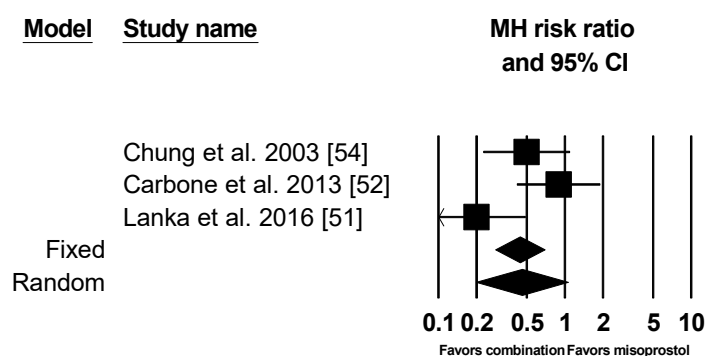 Model Study name MH risk ratio
and 95% CI
Chung et al. 2003 [54]
Carbone et al. 2013 [52]
Lanka et al. 2016 [51]
Fixed
Random
0.1 0.2 0.5 1 2 5 10
Favors combination Favors misoprostol